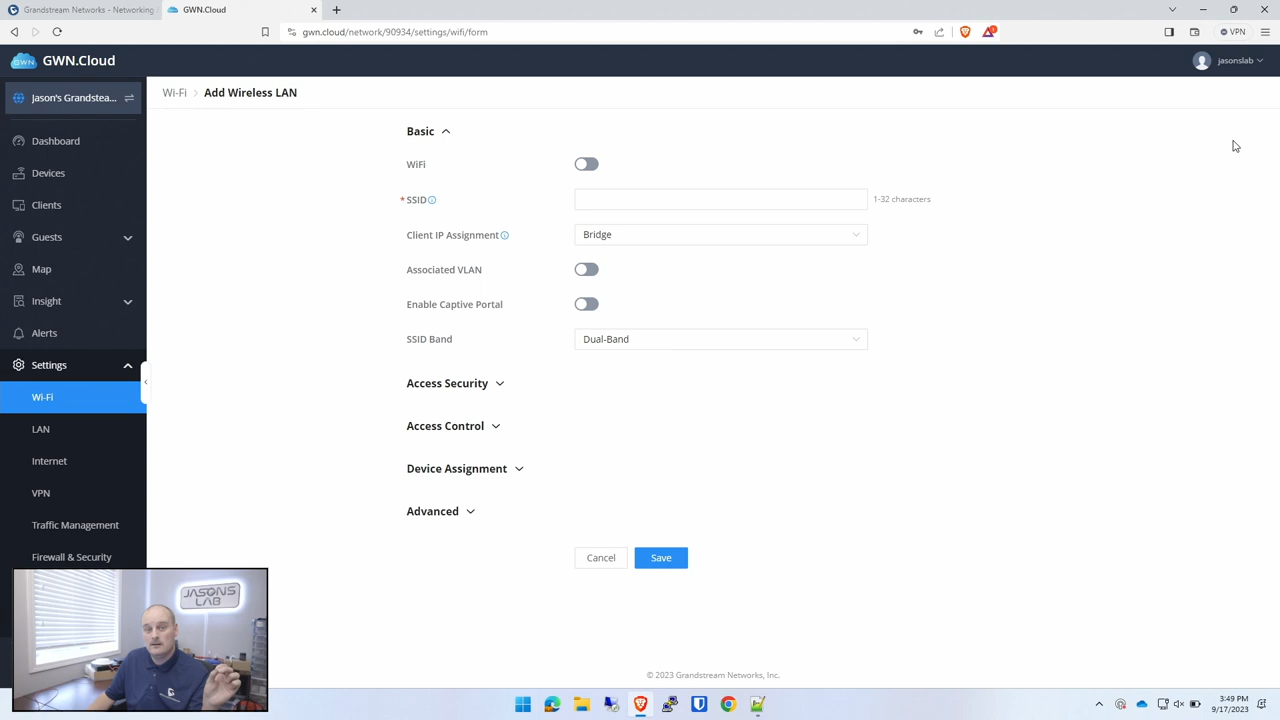 Grandstream Networks - Networking
GWN.Cloud
gwn.cloud/network/90934/settings/wifi/form
VPN
GWN GWN.Cloud
jasonslab
Jason's Grandstrea...
Wi-Fi > Add Wireless LAN
Dashboard
Devices
Clients
Guests
Map
Insight
Alerts
Settings
Wi-Fi
LAN
Internet
VPN
Traffic Management
Firewall & Security
Basic
WiFi
* SSID
1-32 characters
Client IP Assignment
Bridge
Associated VLAN
Enable Captive Portal
SSID Band
Dual-Band
Access Security
Access Control
Device Assignment
Advanced
Cancel
Save
JASONS
LAB
© 2023 Grandstream Networks, Inc.
3:49 PM
9/17/2023